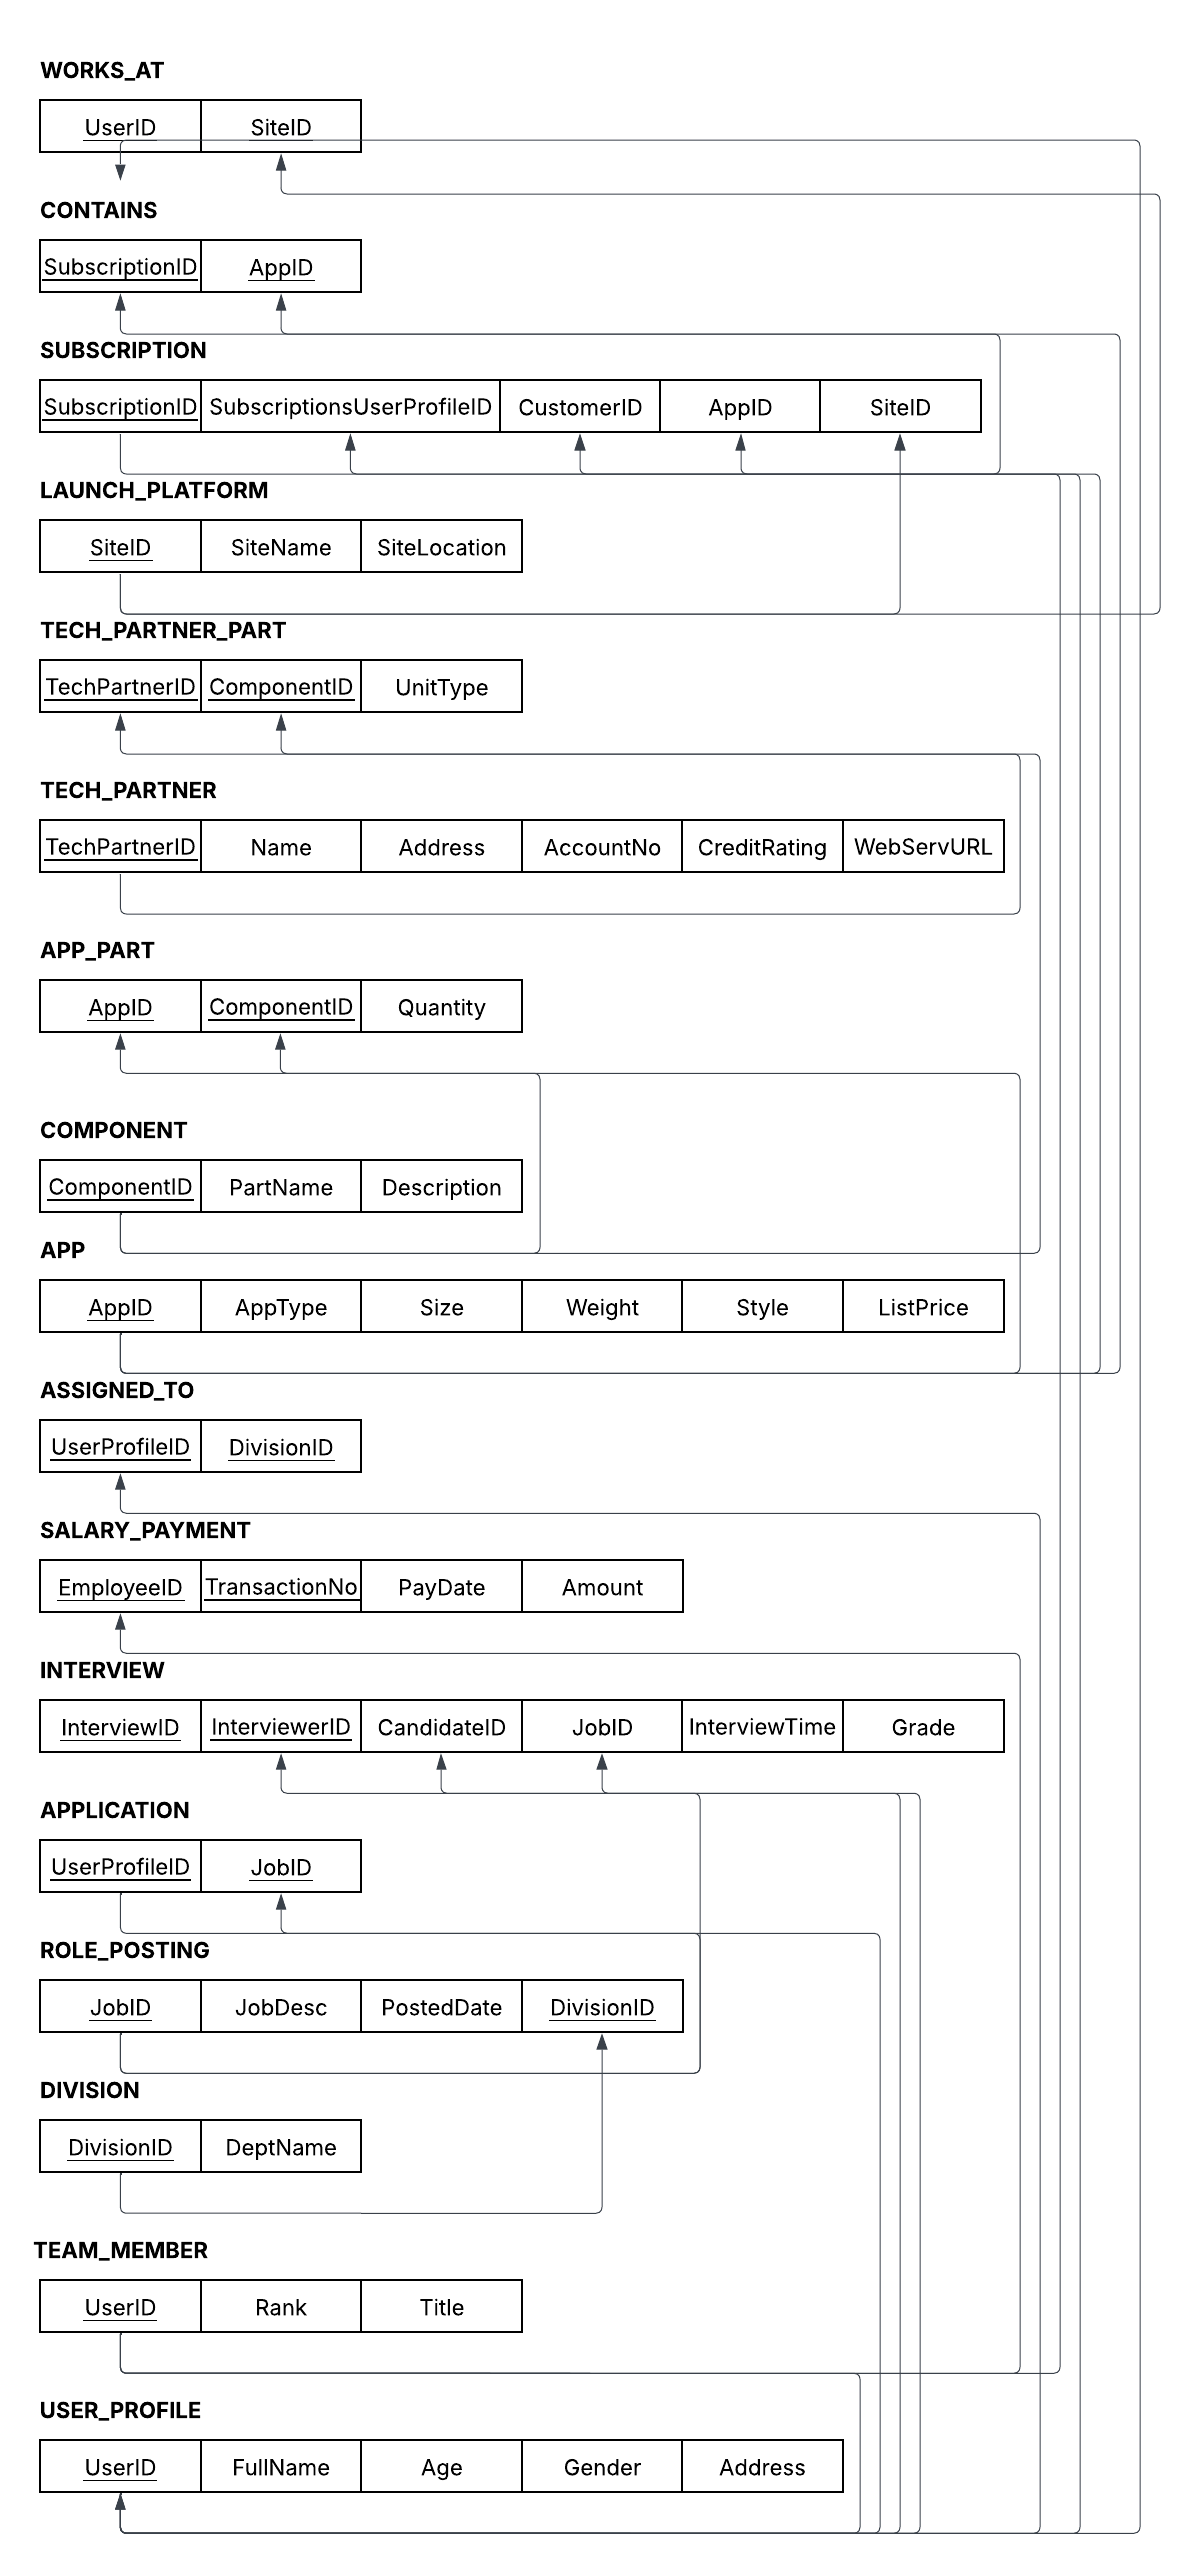 WORKS_AT
UserID SiteID
CONTAINS
SubscriptionID AppID
SUBSCRIPTION
SubscriptionID SubscriptionsUserProfileID CustomerID AppID SiteID
LAUNCH_PLATFORM
SiteID SiteName SiteLocation
TECH_PARTNER_PART
TechPartnerID ComponentID UnitType
TECH_PARTNER
TechPartnerID Name Address AccountNo CreditRating WebServURL
APP_PART
AppID ComponentID Quantity
COMPONENT
ComponentID PartName Description
APP
AppID AppType Size Weight Style ListPrice
ASSIGNED_TO
UserProfileID DivisionID
SALARY_PAYMENT
EmployeeID TransactionNo PayDate Amount
INTERVIEW
InterviewID InterviewerID CandidateID JobID InterviewTime Grade
APPLICATION
UserProfileID JobID
ROLE_POSTING
JobID JobDesc PostedDate DivisionID
DIVISION
DivisionID DeptName
TEAM_MEMBER
UserID Rank Title
USER_PROFILE
UserID FullName Age Gender Address